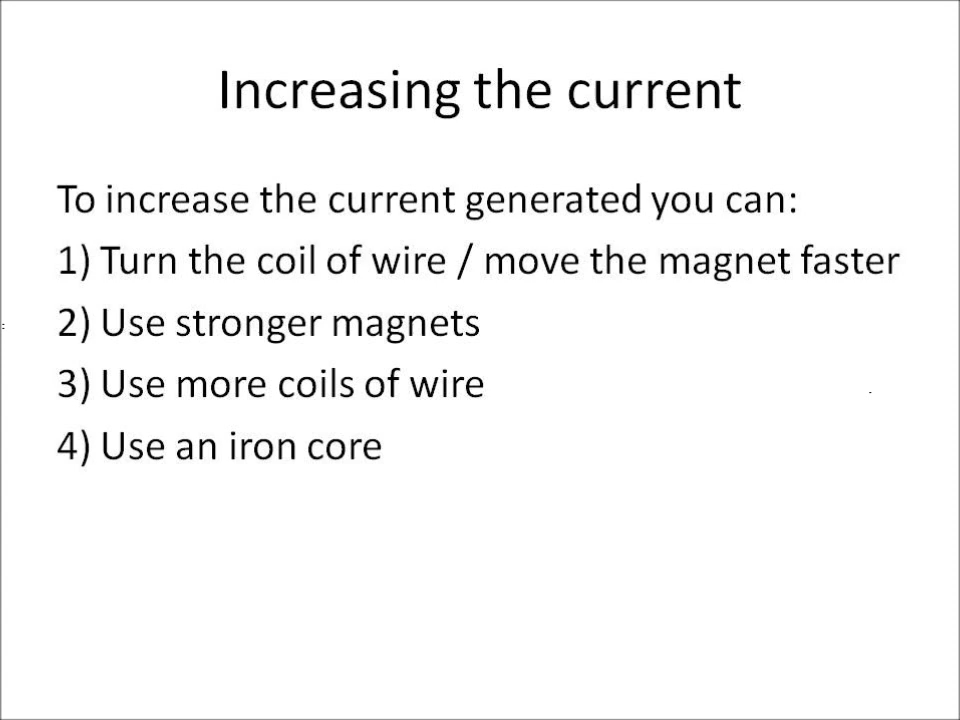 Increasing the current
To increase the current generated you can:
1) Turn the coil of wire / move the magnet faster
2) Use stronger magnets
3) Use more coils of wire
4) Use an iron core